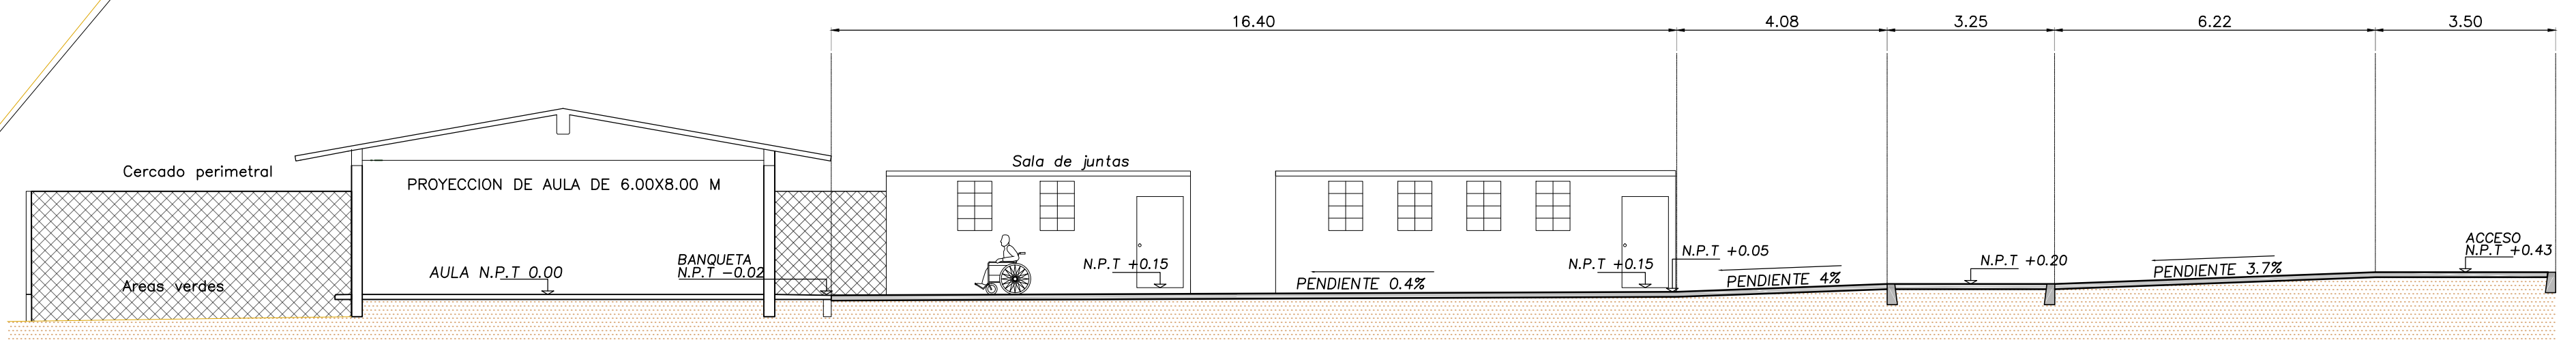 16.40
4.08
3.25
6.22
3.50
Cercado perimetral
Sala de juntas
PROYECCION DE AULA DE 6.00X8.00 M
Areas verdes
AULA N.P.T 0.00
BANQUETA
N.P.T -0.02
N.P.T +0.15
PENDIENTE 0.4%
N.P.T +0.15
N.P.T +0.05
PENDIENTE 4%
N.P.T +0.20
PENDIENTE 3.7%
ACCESO
N.P.T +0.43